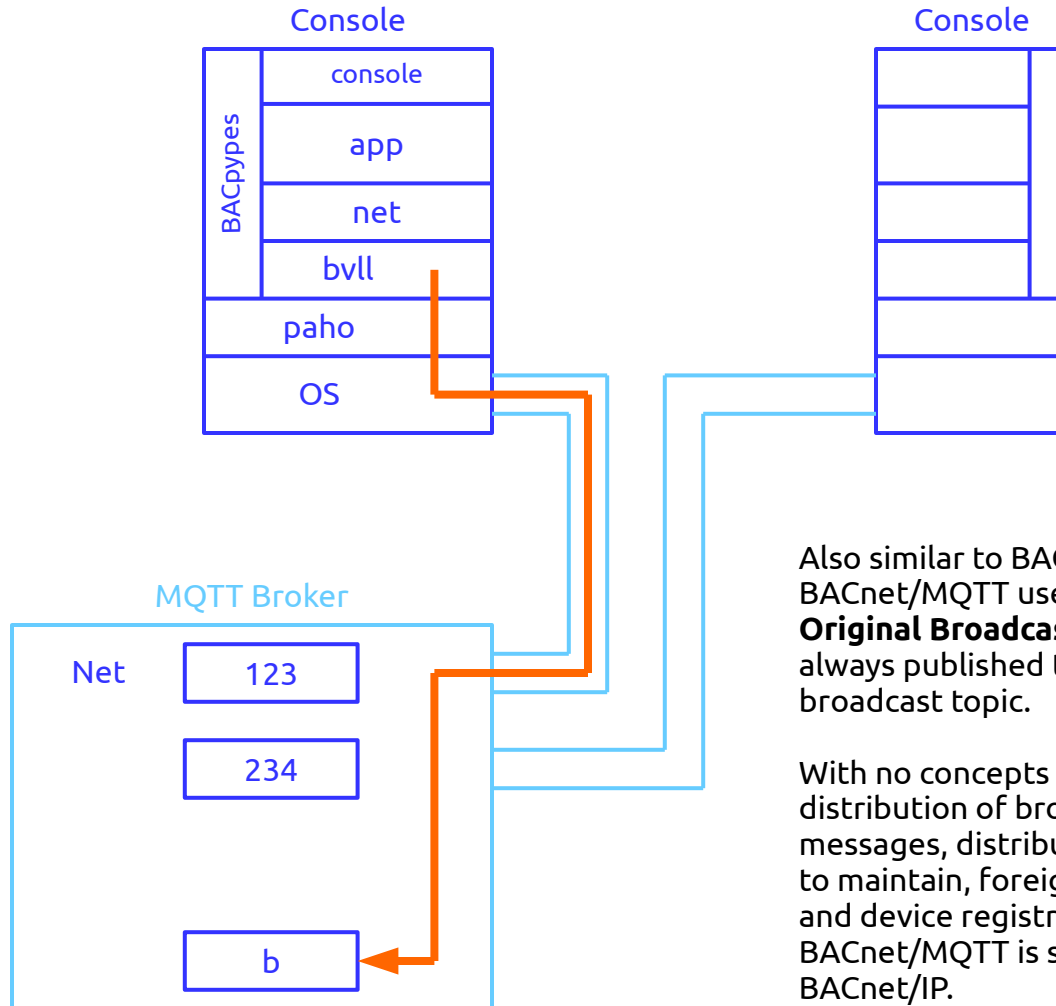 Console
Console
BACpypes
console
app
net
bvll
paho
OS
MQTT Broker
Net
123
234
b
Also similar to
BACnet/MQTT
Original
always published
broadcast topic.
With no concepts
distribution of
messages,
to maintain,
and device
BACnet/MQTT is
BACnet/IP.